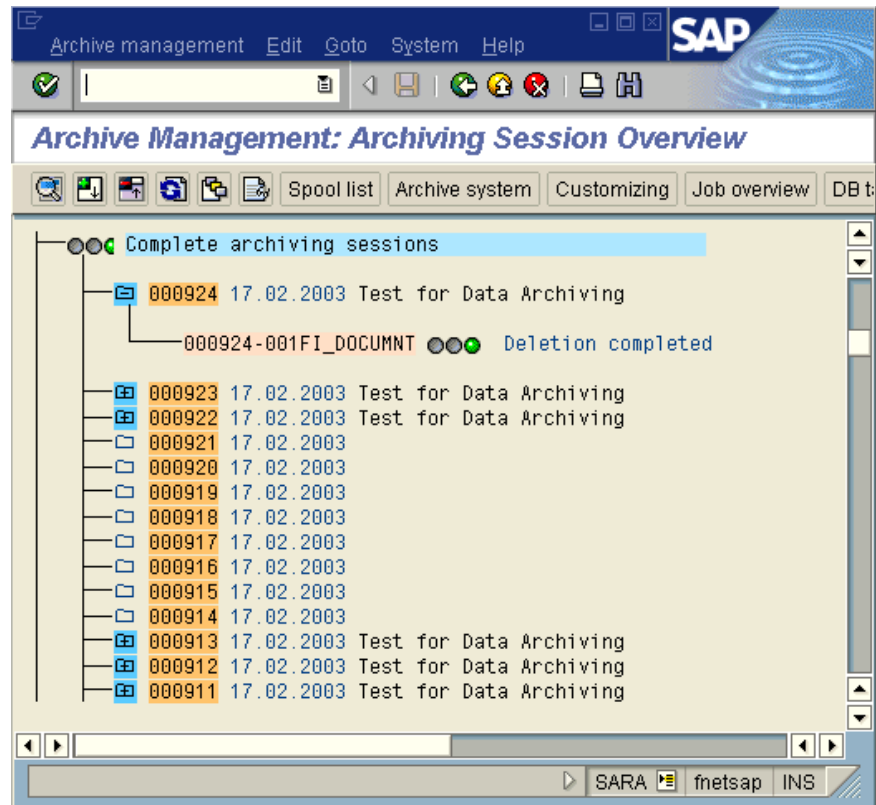 SAP
Archive management Edit Goto System Help
Archive Management: Archiving Session Overview
Spool list Archive system Customizing Job overview DB
Complete archiving sessions
000924 17.02.2003 Test for Data Archiving
000924-001FI_DOCUMNT Deletion completed
000923 17.02.2003 Test for Data Archiving
000922 17.02.2003 Test for Data Archiving
000921 17.02.2003
000920 17.02.2003
000919 17.02.2003
000918 17.02.2003
000917 17.02.2003
000916 17.02.2003
000915 17.02.2003
000914 17.02.2003
000913 17.02.2003 Test for Data Archiving
000912 17.02.2003 Test for Data Archiving
000911 17.02.2003 Test for Data Archiving
SARA fnetsap INS